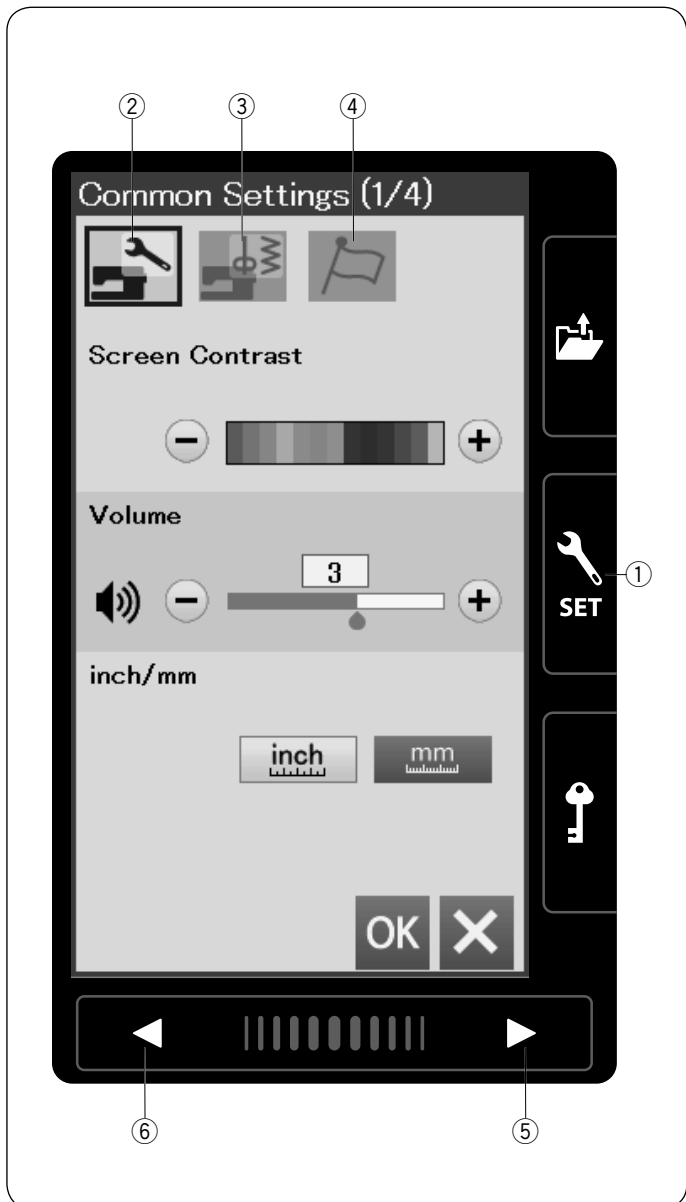 ② ③ ④
Common Settings (1/4)
Screen Contrast
Volume
3
①
SET
inch/mm
inch mm
OK
⑥ ⑤